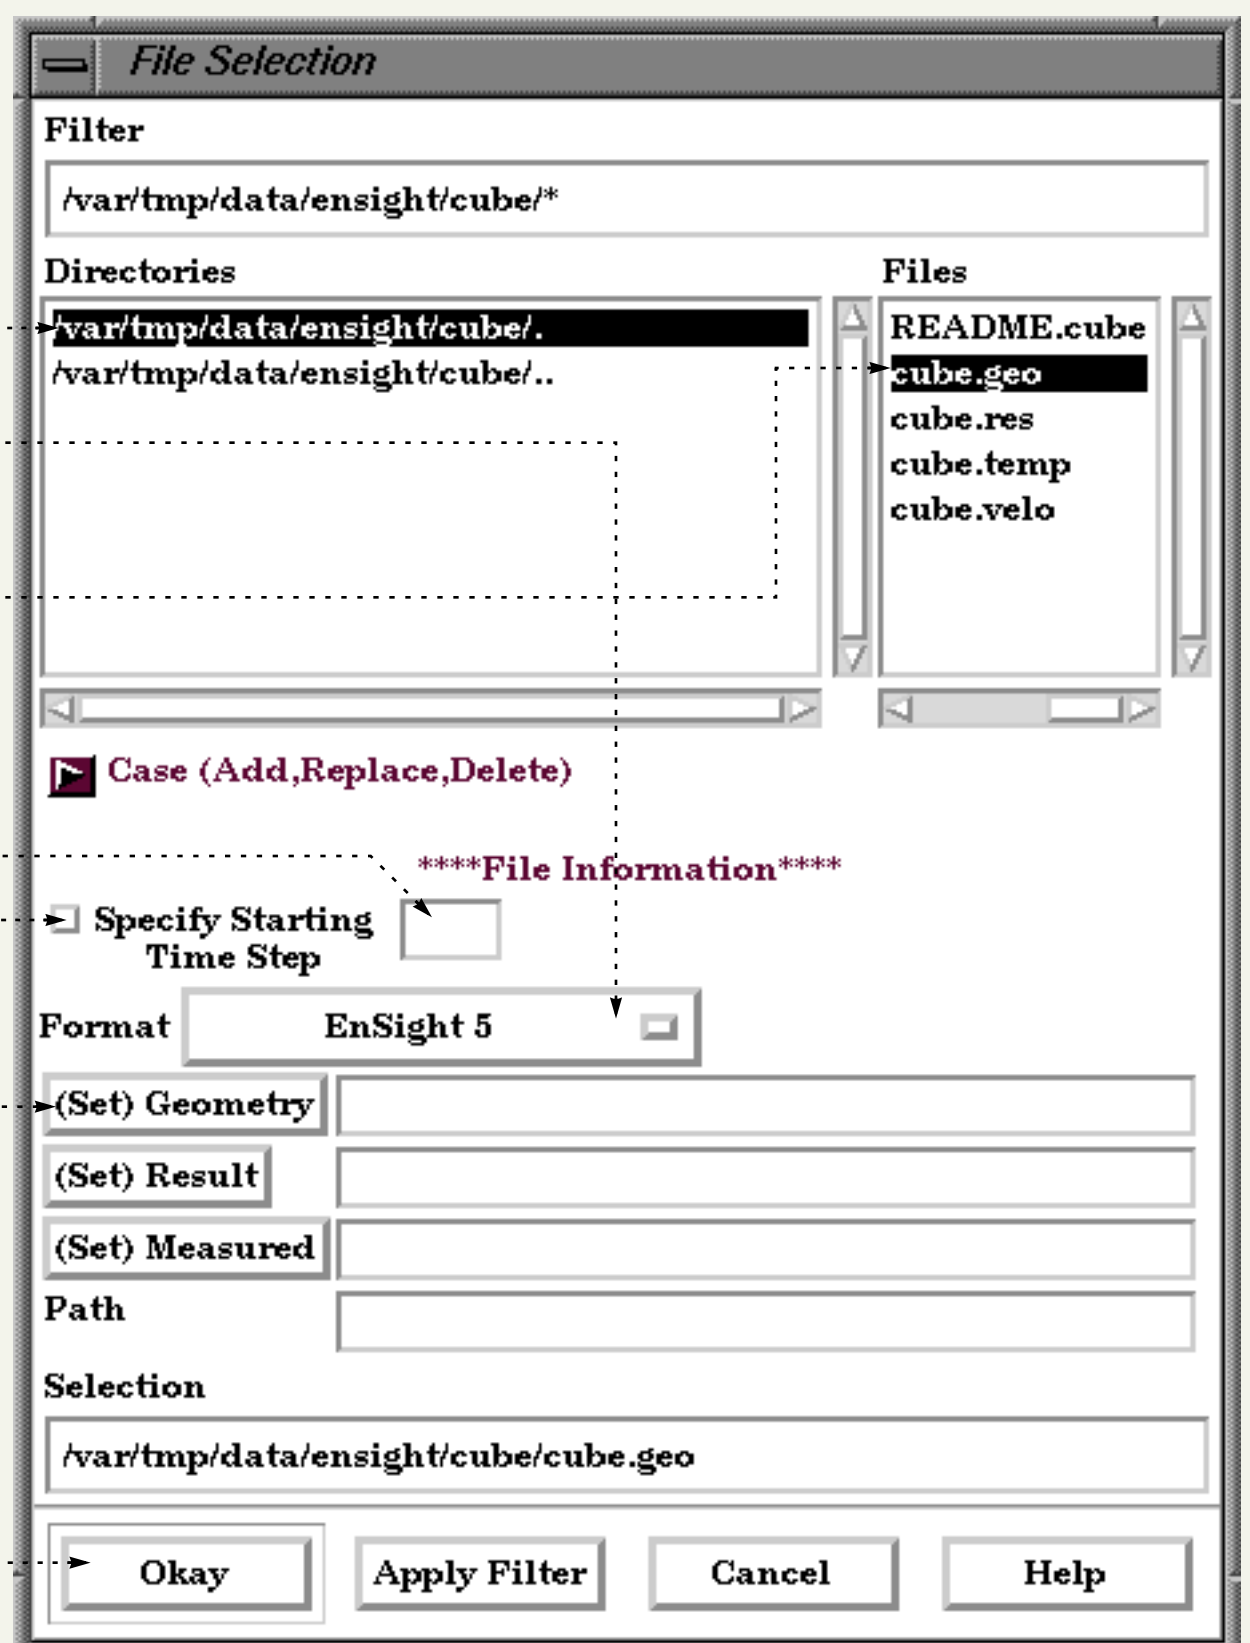 File Selection
Filter
/var/tmp/data/ensight/cube/*
Directories
/var/tmp/data/ensight/cube/.
/var/tmp/data/ensight/cube/..
Files
README.cube
cube.geo
cube.res
cube.temp
cube.velo
Case (Add,Replace,Delete)
****File Information****
Specify Starting
Time Step
Format EnSight 5
(Set) Geometry
(Set) Result
(Set) Measured
Path
Selection
/var/tmp/data/ensight/cube/cube.geo
Okay Apply Filter Cancel Help